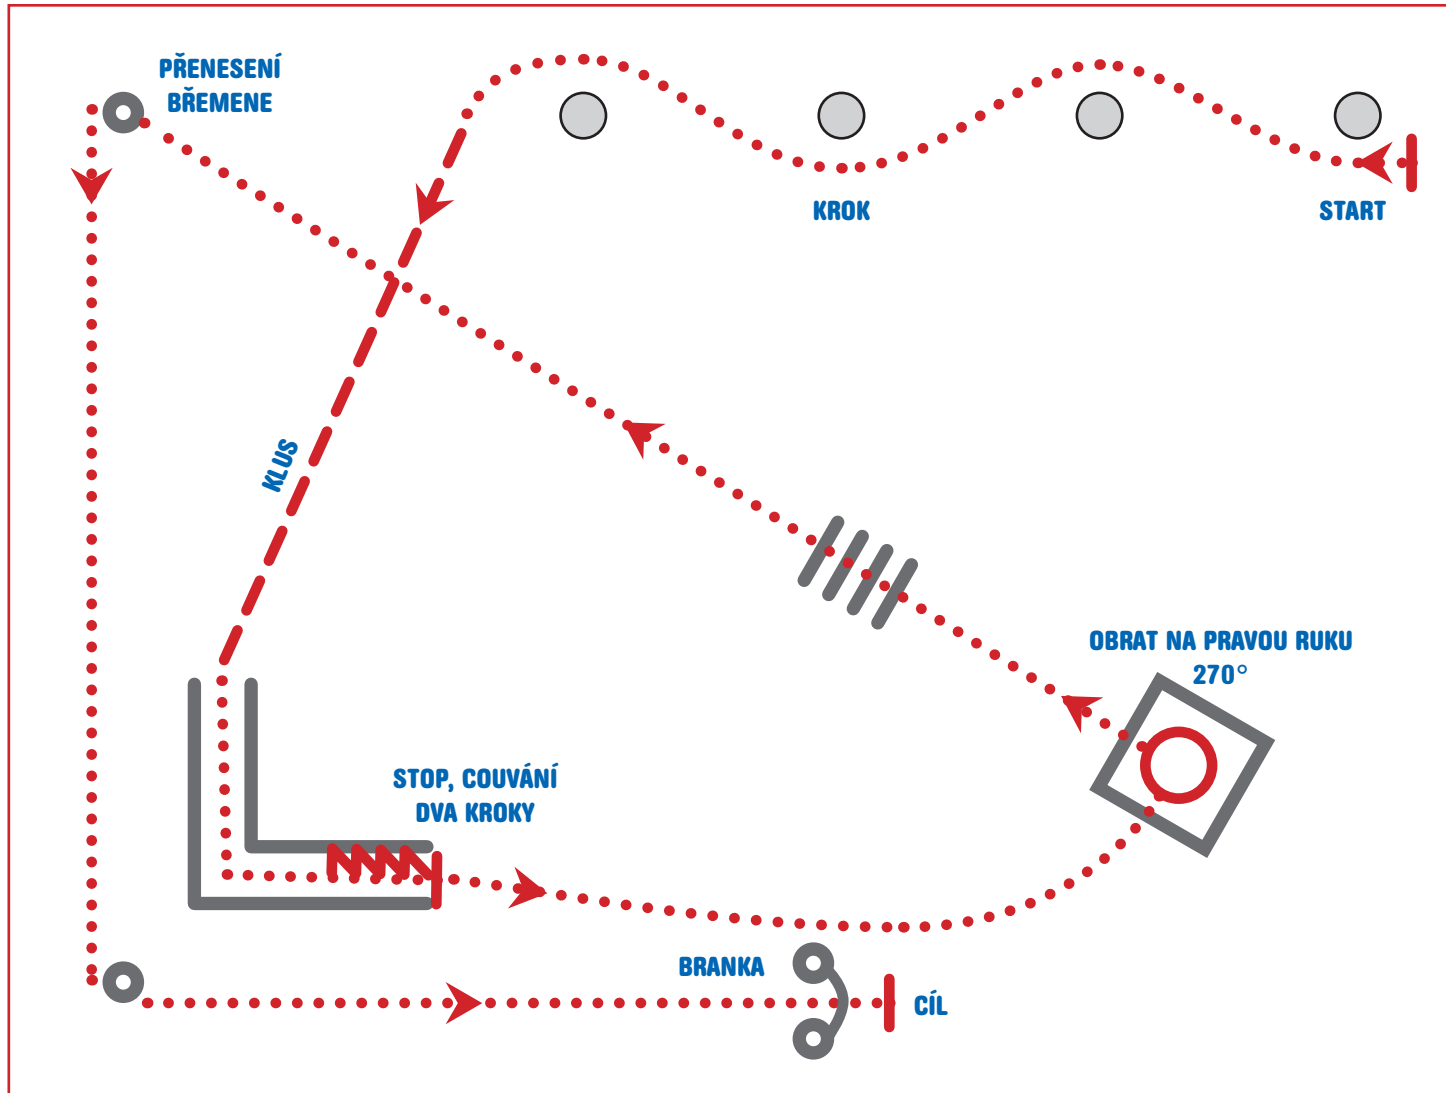 PŘENESENÍ
BŘEMENE
KROK
START
KLUS
OBRAT NA PRAVOU RUKU
270°
STOP, COUVÁNÍ
DVA KROKY
BRANKA
CÍL